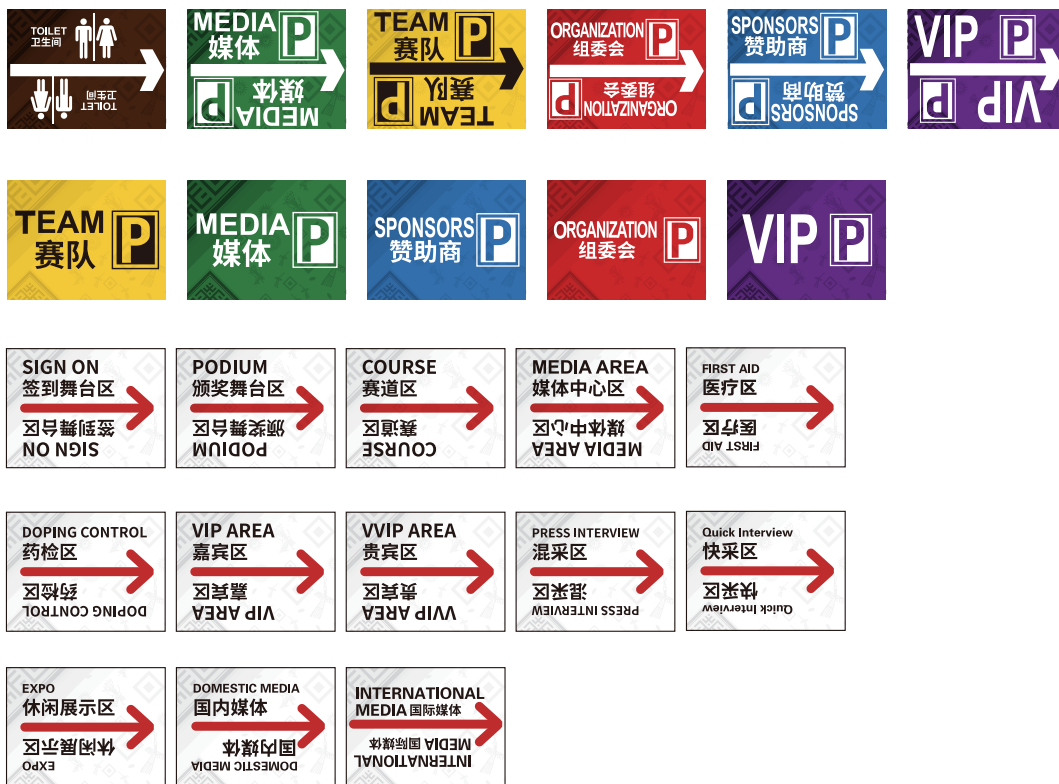 TOILET
卫生间
TOILET
卫生间
MEDIA
媒体
P
MEDIA
媒体
P
TEAM
赛队
P
TEAM
赛队
P
ORGANIZATION
组委会
P
ORGANIZATION
组委会
P
SPONSORS
赞助商
P
SPONSORS
赞助商
P
VIP P
VIP P
TEAM
赛队
P
MEDIA
媒体
P
SPONSORS
赞助商
P
ORGANIZATION
组委会
P
VIP P
SIGN ON
签到舞台区
SIGN ON
签到舞台区
PODIUM
颁奖舞台区
PODIUM
颁奖舞台区
COURSE
赛道区
COURSE
赛道区
MEDIA AREA
媒体中心区
MEDIA AREA
媒体中心区
FIRST AID
医疗区
FIRST AID
医疗区
DOPING CONTROL
药检区
DOPING CONTROL
药检区
VIP AREA
嘉宾区
VIP AREA
嘉宾区
VVIP AREA
贵宾区
VVIP AREA
贵宾区
PRESS INTERVIEW
混采区
PRESS INTERVIEW
混采区
Quick Interview
快采区
Quick Interview
快采区
EXPO
休闲展示区
EXPO
休闲展示区
DOMESTIC MEDIA
国内媒体
DOMESTIC MEDIA
国内媒体
INTERNATIONAL
MEDIA 国际媒体
INTERNATIONAL
MEDIA 国际媒体